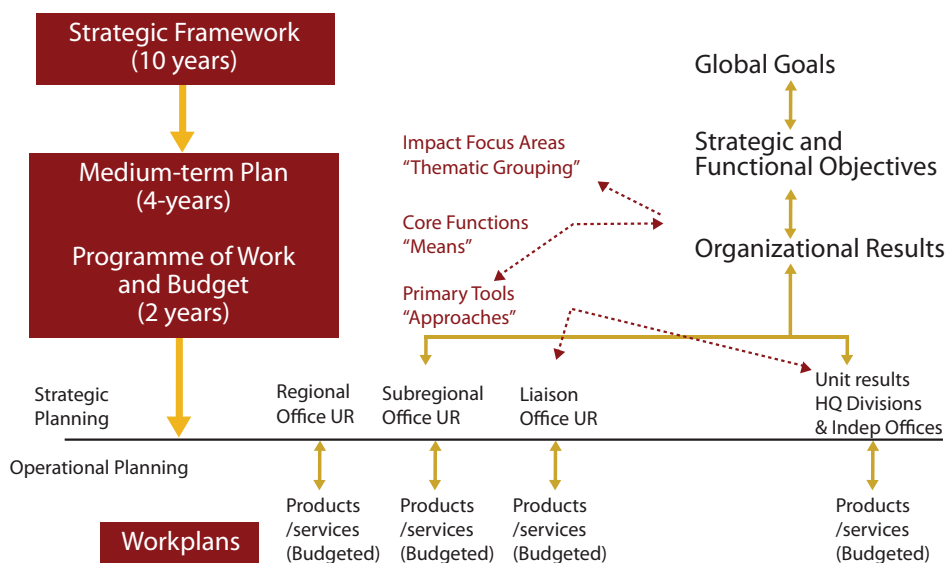 Strategic Framework
(10 years)
Medium-term Plan
(4-years)
Programme of Work
and Budget
(2 years)
Global Goals
Strategic and
Functional Objectives
Organizational Results
Impact Focus Areas
“Thematic Grouping”
Core Functions
“Means”
Primary Tools
“Approaches”
Strategic
Planning
Regional
Office UR
Subregional
Office UR
Liaison
Office UR
Unit results
HQ Divisions
& Indep Offices
Operational Planning
Workplans
Products
/services
(Budgeted)
Products
/services
(Budgeted)
Products
/services
(Budgeted)
Products
/services
(Budgeted)